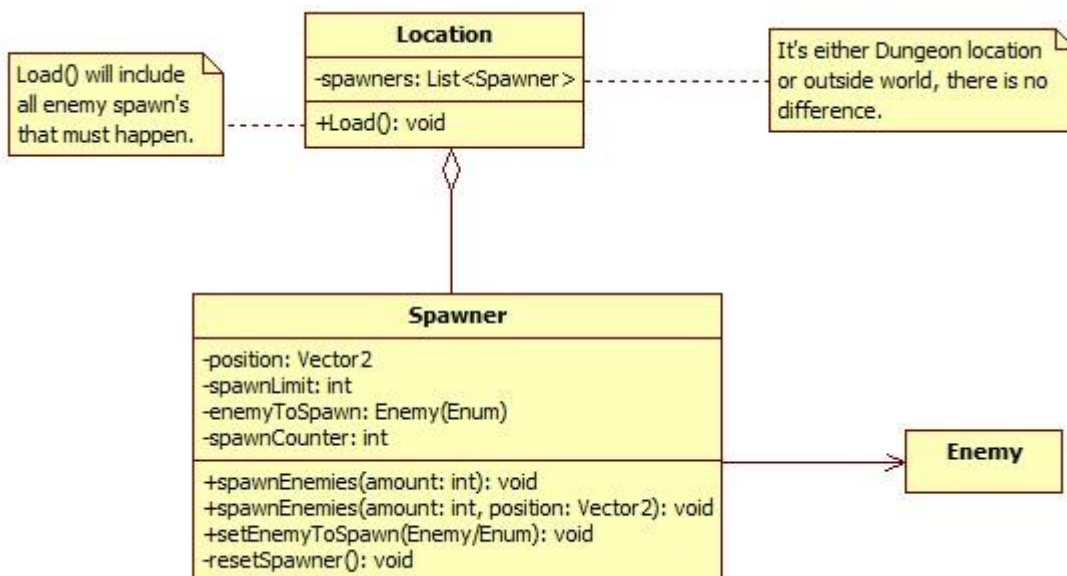 Location
-spawners: List<Spawner>
+Load(): void
Load() will include
all enemy spawn's
that must happen.
It's either Dungeon location
or outside world, there is no
difference.
Spawner
-position: Vector2
-spawnLimit: int
-enemyToSpawn: Enemy(Enum)
-spawnCounter: int
+spawnEnemies(amount: int): void
+spawnEnemies(amount: int, position: Vector2): void
+setEnemyToSpawn(Enemy/Enum): void
-resetSpawner(): void
Enemy